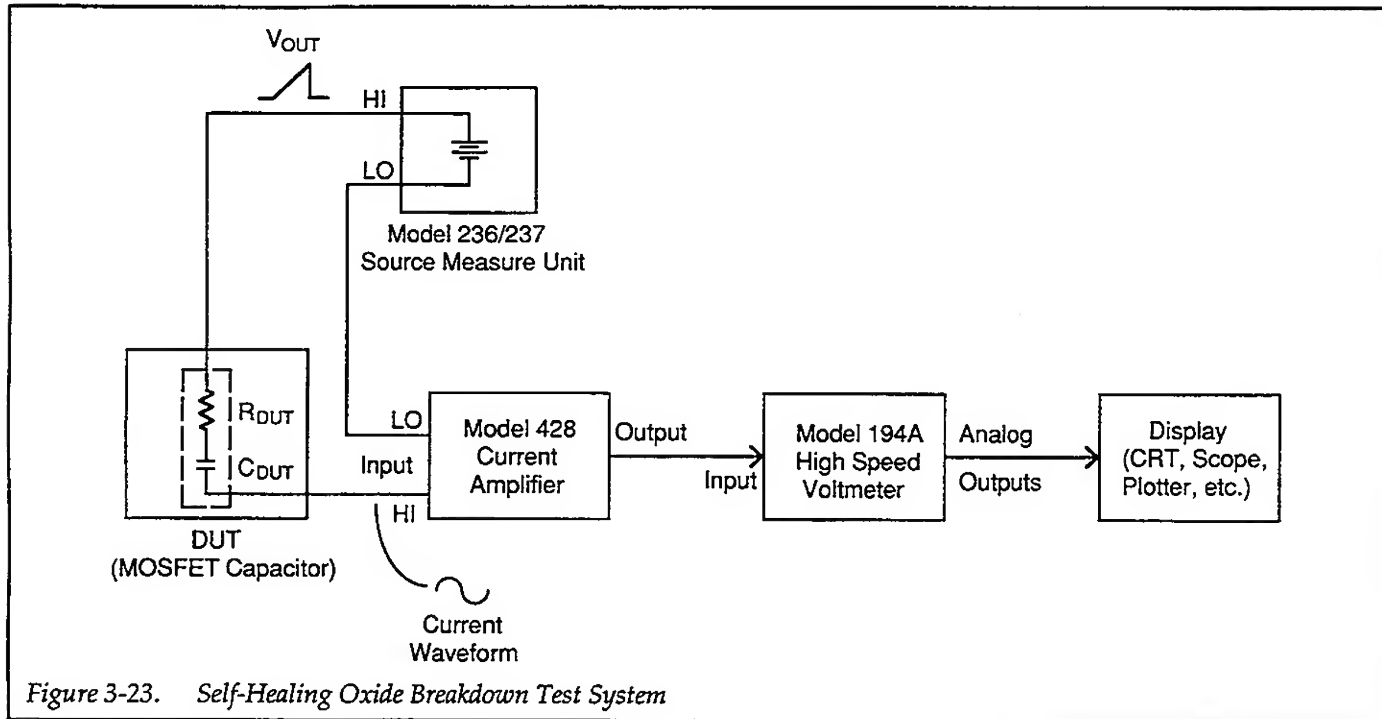 VOUT
HI
LO
Model 236/237
Source Measure Unit
RDUT
CDUT
DUT
(MOSFET Capacitor)
LO
Input
HI
Current
Waveform
Model 428
Current
Amplifier
Output
Input
Model 194A
High Speed
Voltmeter
Analog
Outputs
Display
(CRT, Scope,
Plotter, etc.)
Figure 3-23. Self-Healing Oxide Breakdown Test System